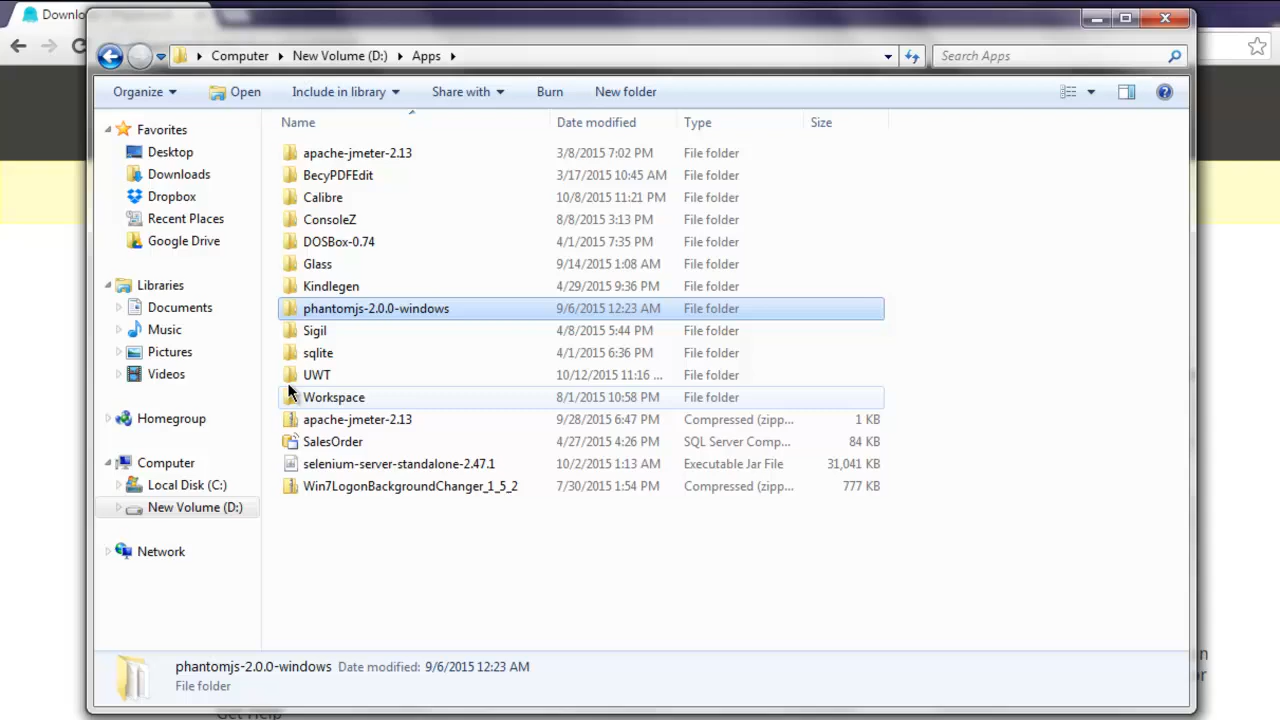 Downlo
Computer New Volume (D:) Apps
Search Apps
Organize Open Include in library Share with Burn New folder
Name Date modified Type Size
Favorites
Desktop
Downloads
Dropbox
Recent Places
Google Drive
Libraries
Documents
Music
Pictures
Videos
Homegroup
Computer
Local Disk (C:)
New Volume (D:)
Network
apache-jmeter-2.13 3/8/2015 7:02 PM File folder
BecyPDFEdit 3/17/2015 10:45 AM File folder
Calibre 10/8/2015 11:21 PM File folder
ConsoleZ 8/8/2015 3:13 PM File folder
DOSBox-0.74 4/1/2015 7:35 PM File folder
Glass 9/14/2015 1:08 AM File folder
Kindlegen 4/29/2015 9:36 PM File folder
phantomjs-2.0.0-windows 9/6/2015 12:23 AM File folder
Sigil 4/8/2015 5:44 PM File folder
sqlite 4/1/2015 6:36 PM File folder
UWT 10/12/2015 11:16 ... File folder
Workspace 8/1/2015 10:58 PM File folder
apache-jmeter-2.13 9/28/2015 6:47 PM Compressed (zipp... 1 KB
SalesOrder 4/27/2015 4:26 PM SQL Server Comp... 84 KB
selenium-server-standalone-2.47.1 10/2/2015 1:13 AM Executable Jar File 31,041 KB
Win7LogonBackgroundChanger_1_5_2 7/30/2015 1:54 PM Compressed (zipp... 777 KB
phantomjs-2.0.0-windows Date modified: 9/6/2015 12:23 AM
File folder
Get Help